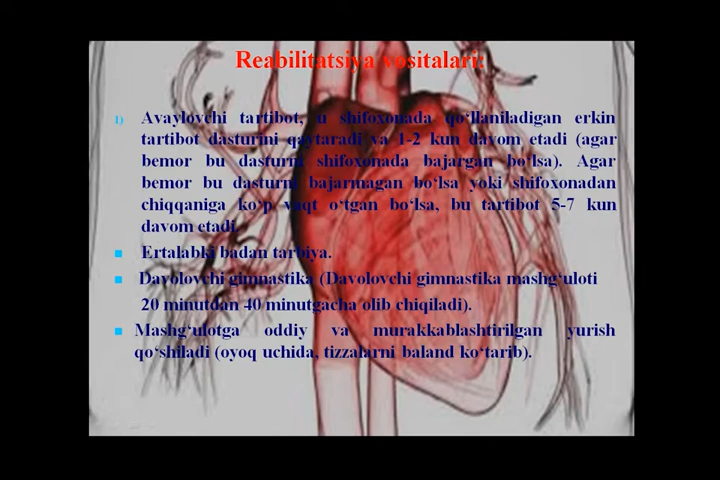 Reabilitatsiya vositalari:
1) Avaylovchi tartibot, u shifoxonada qo‘llaniladigan erkin
tartibot dasturini qaytaradi va 1-2 kun davom etadi (agar
bemor bu dasturni shifoxonada bajargan bo‘lsa). Agar
bemor bu dasturni bajarmagan bo‘lsa yoki shifoxonadan
chiqqaniga ko‘p vaqt o‘tgan bo‘lsa, bu tartibot 5-7 kun
davom etadi.
Ertalabki badan tarbiya.
Davolovchi gimnastika (Davolovchi gimnastika mashg‘uloti
20 minutdan 40 minutgacha olib chiqiladi).
Mashg‘ulotga oddiy va murakkablashtirilgan yurish
qo‘shiladi (oyoq uchida, tizzalarni baland ko‘tarib).